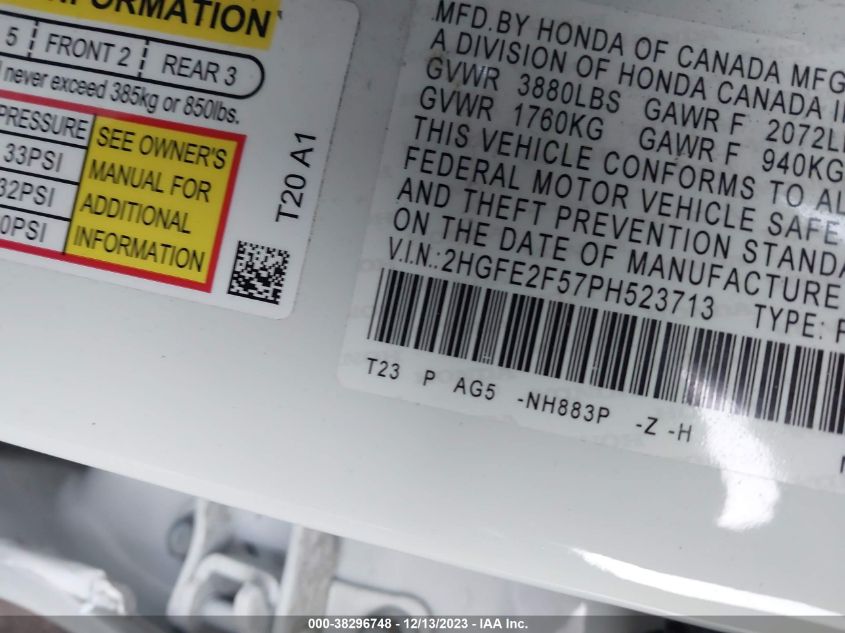 FORMATION
5 FRONT 2 REAR 3
never exceed 385kg or 850lbs.
PRESSURE
33PSI
32PSI
0PSI
SEE OWNER'S
MANUAL FOR
ADDITIONAL
INFORMATION
T20 A1
MFD.BY HONDA OF CANADA MFG
A DIVISION OF HONDA CANADA I
GVWR 3880LBS GAWR F 2072L
GVWR 1760KG GAWR F 940KG
THIS VEHICLE CONFORMS TO AL
FEDERAL MOTOR VEHICLE SAFE
AND THEFT PREVENTION STANDA
ON THE DATE OF MANUFACTURE
V.I.N.:2HGFE2F57PH523713 TYPE:P
T23 P AG5 -NH883P -Z -H
000-38296748 - 12/13/2023 - IAA Inc.